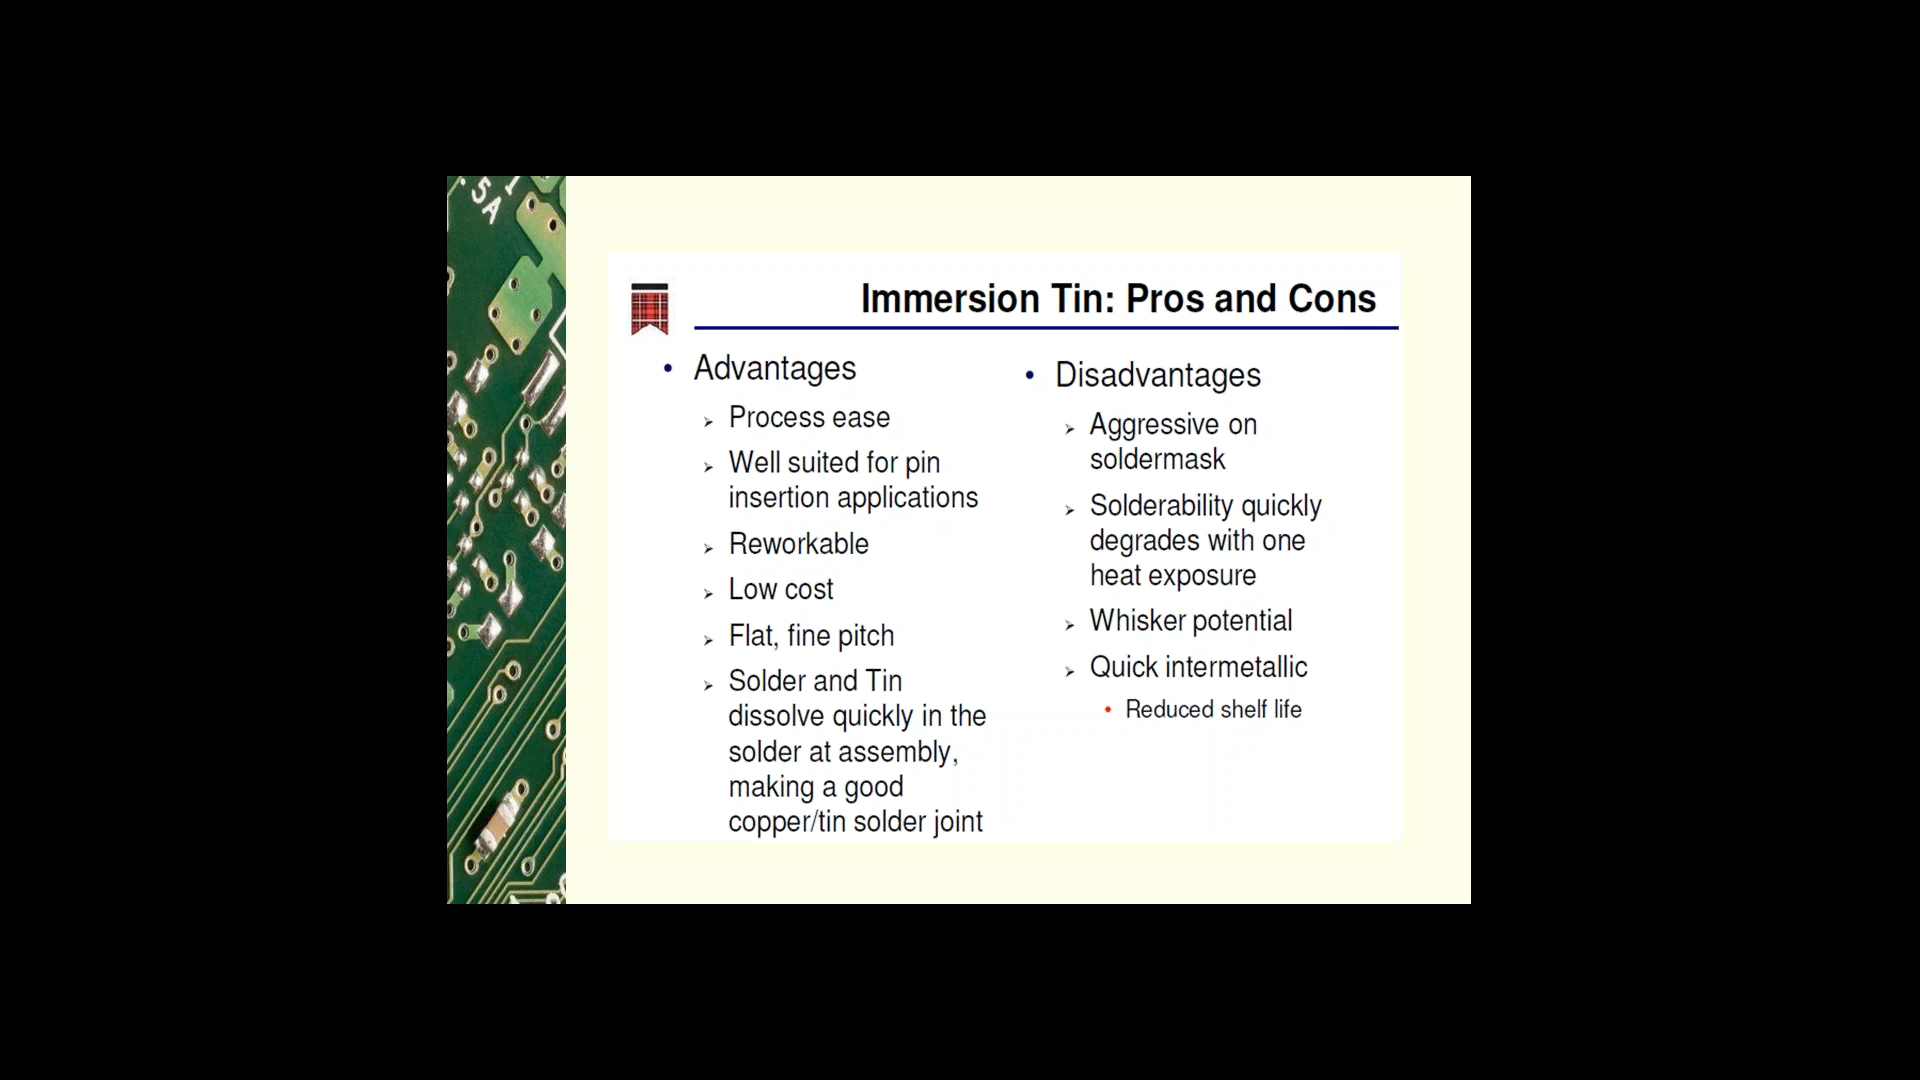 .5A
Immersion Tin: Pros and Cons
• Advantages
➢ Process ease
➢ Well suited for pin
insertion applications
➢ Reworkable
➢ Low cost
➢ Flat, fine pitch
➢ Solder and Tin
dissolve quickly in the
solder at assembly,
making a good
copper/tin solder joint
• Disadvantages
➢ Aggressive on
soldermask
➢ Solderability quickly
degrades with one
heat exposure
➢ Whisker potential
➢ Quick intermetallic
• Reduced shelf life